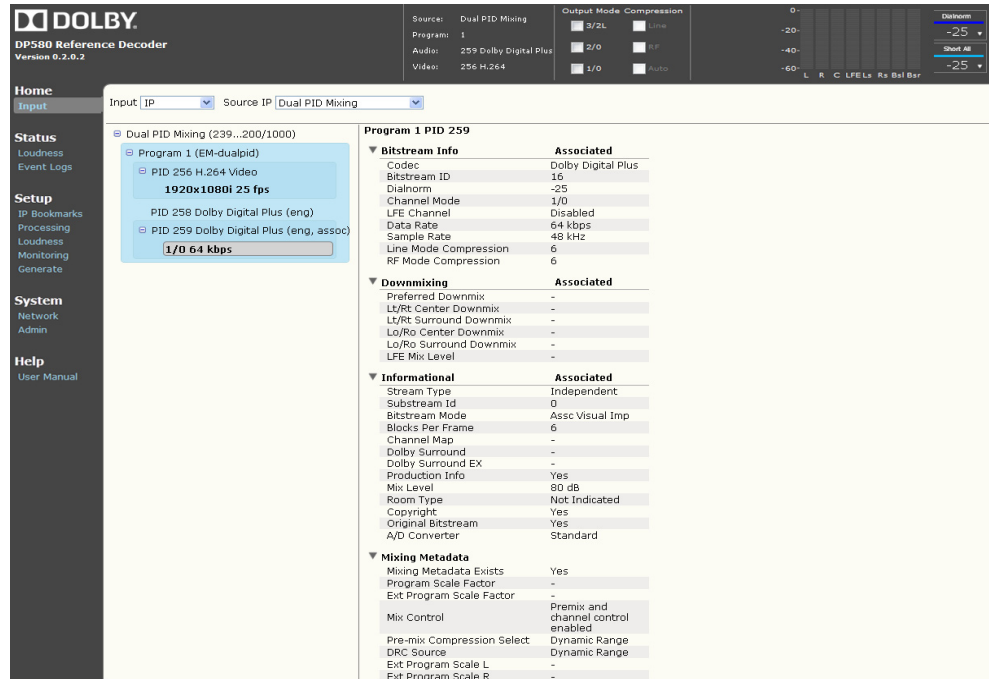 DOLBY.
DP580 Reference Decoder
Version 0.2.0.2
Source: Dual PID Mixing
Program: 1
Audio: 259 Dolby Digital Plus
Video: 256 H.264
Output Mode Compression
3/2L Line
2/0 RF
1/0 Auto
0-
-20-
-40-
-60-
L R C LFE Ls Rs Bsl Bsr
Dialnorm
-25
Short All
-25
Home
Input
Status
Loudness
Event Logs
Setup
IP Bookmarks
Processing
Loudness
Monitoring
Generate
System
Network
Admin
Help
User Manual
Input IP Source IP Dual PID Mixing
Dual PID Mixing (239...200/1000)
Program 1 (EM-dualpid)
PID 256 H.264 Video
1920x1080i 25 fps
PID 258 Dolby Digital Plus (eng)
PID 259 Dolby Digital Plus (eng, assoc)
1/0 64 kbps
Program 1 PID 259
Bitstream Info Associated
Codec Dolby Digital Plus
Bitstream ID 16
Dialnorm -25
Channel Mode 1/0
LFE Channel Disabled
Data Rate 64 kbps
Sample Rate 48 kHz
Line Mode Compression 6
RF Mode Compression 6
Downmixing Associated
Preferred Downmix -
Lt/Rt Center Downmix -
Lt/Rt Surround Downmix -
Lo/Ro Center Downmix -
Lo/Ro Surround Downmix -
LFE Mix Level -
Informational Associated
Stream Type Independent
Substream Id 0
Bitstream Mode Assc Visual Imp
Blocks Per Frame 6
Channel Map -
Dolby Surround -
Dolby Surround EX -
Production Info Yes
Mix Level 80 dB
Room Type Not Indicated
Copyright Yes
Original Bitstream Yes
A/D Converter Standard
Mixing Metadata
Mixing Metadata Exists Yes
Program Scale Factor -
Ext Program Scale Factor -
Mix Control Premix and
channel control
enabled
Pre-mix Compression Select Dynamic Range
DRC Source Dynamic Range
Ext Program Scale L -
Ext Program Scale R -